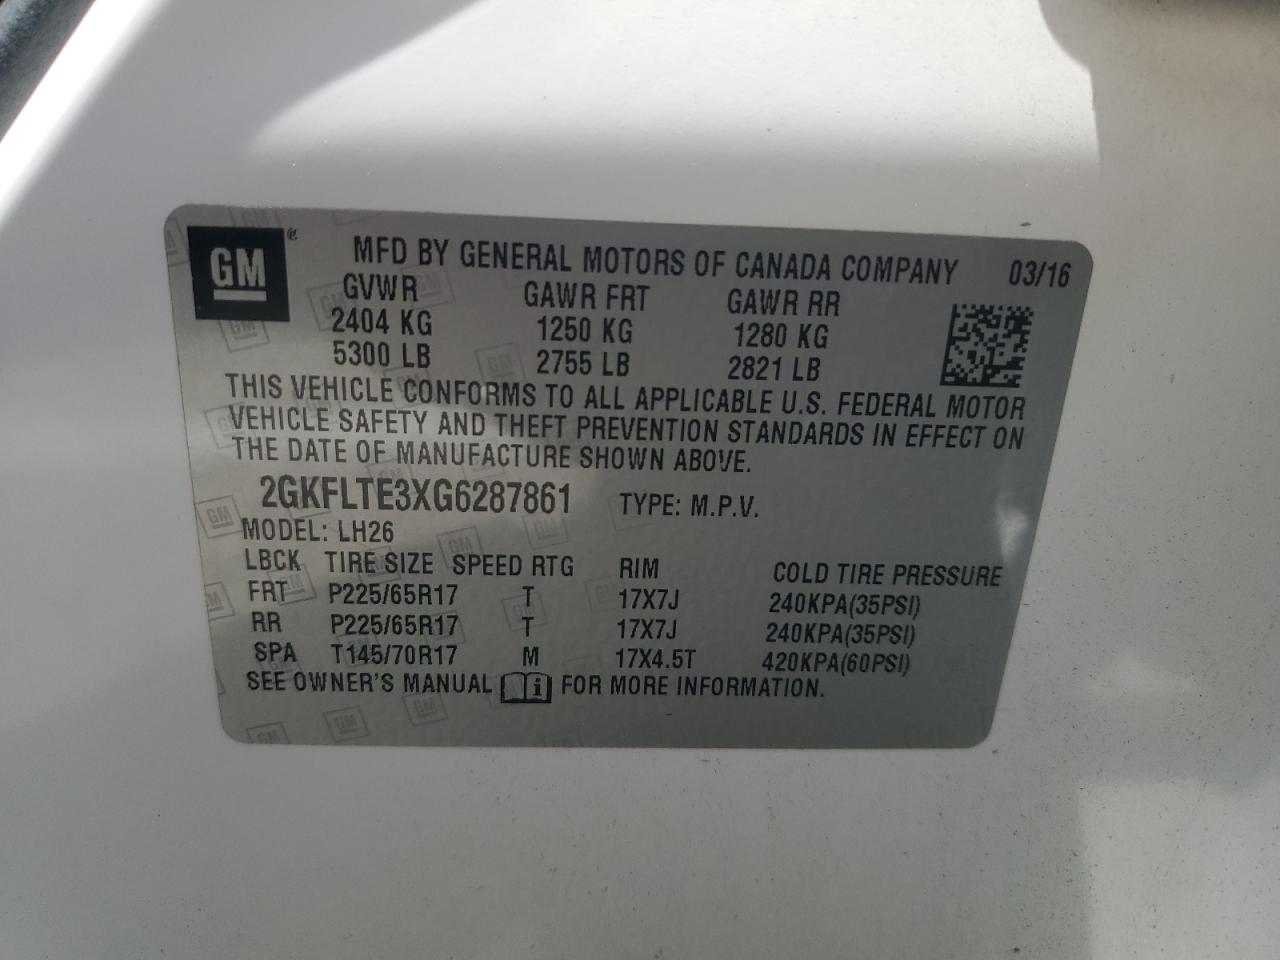 GM
MFD BY GENERAL MOTORS OF CANADA COMPANY 03/16
GVWR GAWR FRT GAWR RR
2404 KG 1250 KG 1280 KG
5300 LB 2755 LB 2821 LB
THIS VEHICLE CONFORMS TO ALL APPLICABLE U.S. FEDERAL MOTOR
VEHICLE SAFETY AND THEFT PREVENTION STANDARDS IN EFFECT ON
THE DATE OF MANUFACTURE SHOWN ABOVE.
2GKFLTE3XG6287861 TYPE: M.P.V.
MODEL: LH26
LBCK TIRE SIZE SPEED RTG RIM COLD TIRE PRESSURE
FRT P225/65R17 T 17X7J 240KPA(35PSI)
RR P225/65R17 T 17X7J 240KPA(35PSI)
SPA T145/70R17 M 17X4.5T 420KPA(60PSI)
SEE OWNER'S MANUAL i FOR MORE INFORMATION.